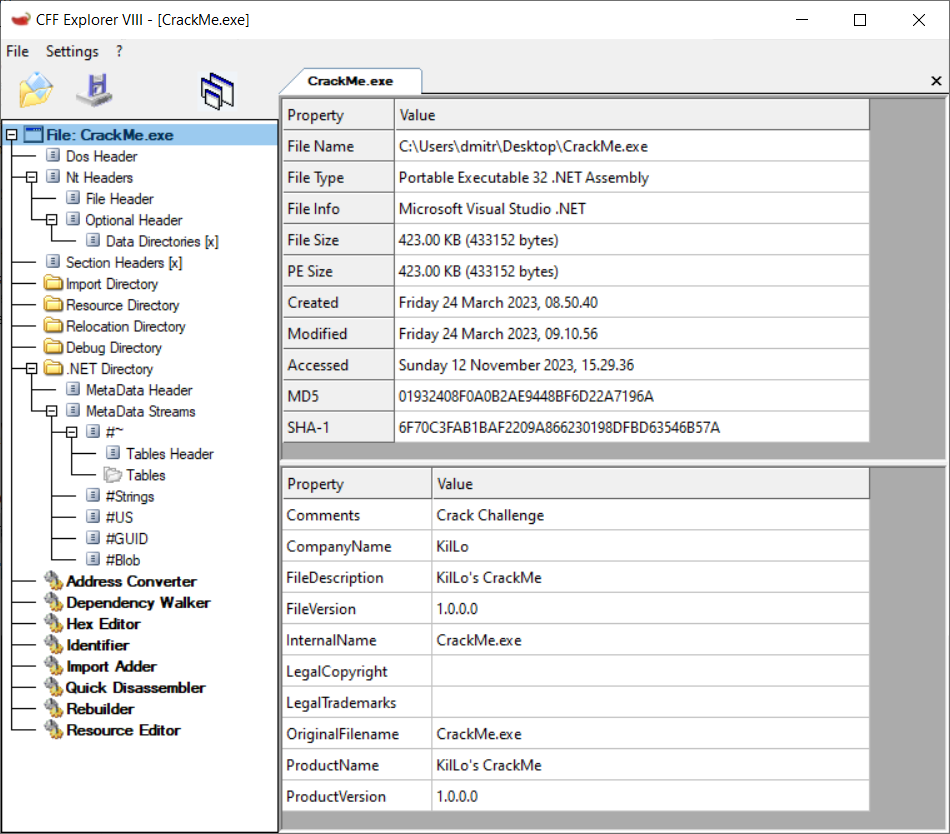 CFF Explorer VIII - [CrackMe.exe]
File Settings ?
CrackMe.exe
File: CrackMe.exe
Dos Header
Nt Headers
File Header
Optional Header
Data Directories [x]
Section Headers [x]
Import Directory
Resource Directory
Relocation Directory
Debug Directory
.NET Directory
MetaData Header
MetaData Streams
#~
Tables Header
Tables
#Strings
#US
#GUID
#Blob
Address Converter
Dependency Walker
Hex Editor
Identifier
Import Adder
Quick Disassembler
Rebuilder
Resource Editor
Property Value
File Name C:\Users\dmitr\Desktop\CrackMe.exe
File Type Portable Executable 32 .NET Assembly
File Info Microsoft Visual Studio .NET
File Size 423.00 KB (433152 bytes)
PE Size 423.00 KB (433152 bytes)
Created Friday 24 March 2023, 08.50.40
Modified Friday 24 March 2023, 09.10.56
Accessed Sunday 12 November 2023, 15.29.36
MD5 01932408F0A0B2AE9448BF6D22A7196A
SHA-1 6F70C3FAB1BAF2209A866230198DFBD63546B57A
Property Value
Comments Crack Challenge
CompanyName KilLo
FileDescription KilLo's CrackMe
FileVersion 1.0.0.0
InternalName CrackMe.exe
LegalCopyright
LegalTrademarks
OriginalFilename CrackMe.exe
ProductName KilLo's CrackMe
ProductVersion 1.0.0.0